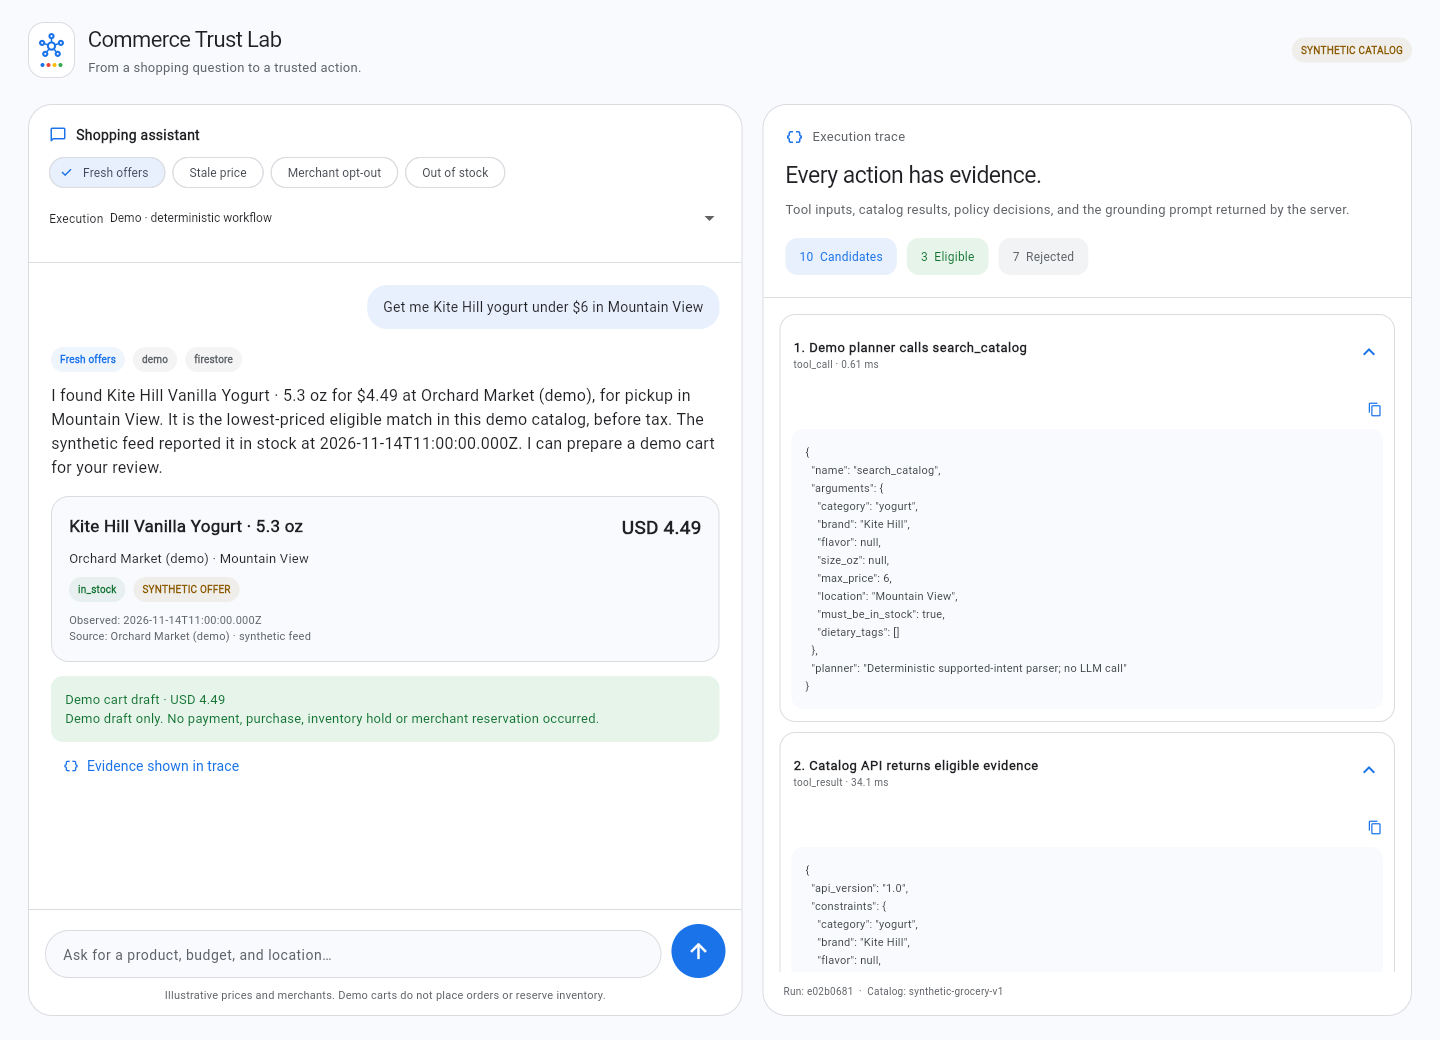 Commerce Trust Lab
From a shopping question to a trusted action.
SYNTHETIC CATALOG
Shopping assistant
Fresh offers
Stale price
Merchant opt-out
Out of stock
Execution Demo · deterministic workflow
Get me Kite Hill yogurt under $6 in Mountain View
Fresh offers
demo
firestore
I found Kite Hill Vanilla Yogurt · 5.3 oz for $4.49 at Orchard Market (demo), for pickup in
Mountain View. It is the lowest-priced eligible match in this demo catalog, before tax. The
synthetic feed reported it in stock at 2026-11-14T11:00:00.000Z. I can prepare a demo cart
for your review.
Kite Hill Vanilla Yogurt · 5.3 oz
USD 4.49
Orchard Market (demo) · Mountain View
in_stock
SYNTHETIC OFFER
Observed: 2026-11-14T11:00:00.000Z
Source: Orchard Market (demo) · synthetic feed
Demo cart draft · USD 4.49
Demo draft only. No payment, purchase, inventory hold or merchant reservation occurred.
Evidence shown in trace
Ask for a product, budget, and location…
Illustrative prices and merchants. Demo carts do not place orders or reserve inventory.
Execution trace
Every action has evidence.
Tool inputs, catalog results, policy decisions, and the grounding prompt returned by the server.
10 Candidates
3 Eligible
7 Rejected
1. Demo planner calls search_catalog
tool_call · 0.61 ms
{
"name": "search_catalog",
"arguments": {
"category": "yogurt",
"brand": "Kite Hill",
"flavor": null,
"size_oz": null,
"max_price": 6,
"location": "Mountain View",
"must_be_in_stock": true,
"dietary_tags": []
},
"planner": "Deterministic supported-intent parser; no LLM call"
}
2. Catalog API returns eligible evidence
tool_result · 34.1 ms
{
"api_version": "1.0",
"constraints": {
"category": "yogurt",
"brand": "Kite Hill",
"flavor": null,
Run: e02b0681 · Catalog: synthetic-grocery-v1